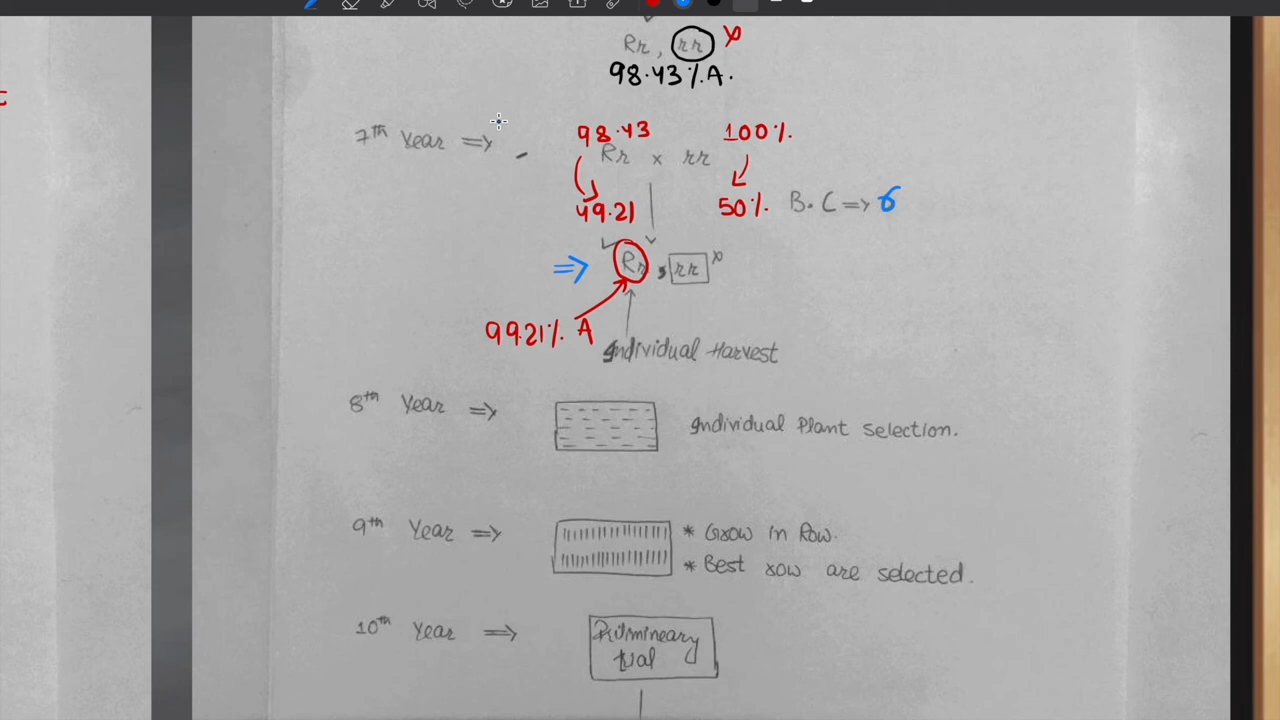 t
Rr , rr x
98.43 % A.
7th Year => 98.43 100%.
Rr x rr
49.21 50%. B.C => 6
=> Rr , rr x
99.21%. A
Individual Harvest
8th Year => Individual Plant Selection.
9th Year => * Grow in Row.
* Best row are selected.
10th Year => Prilmineary
trial